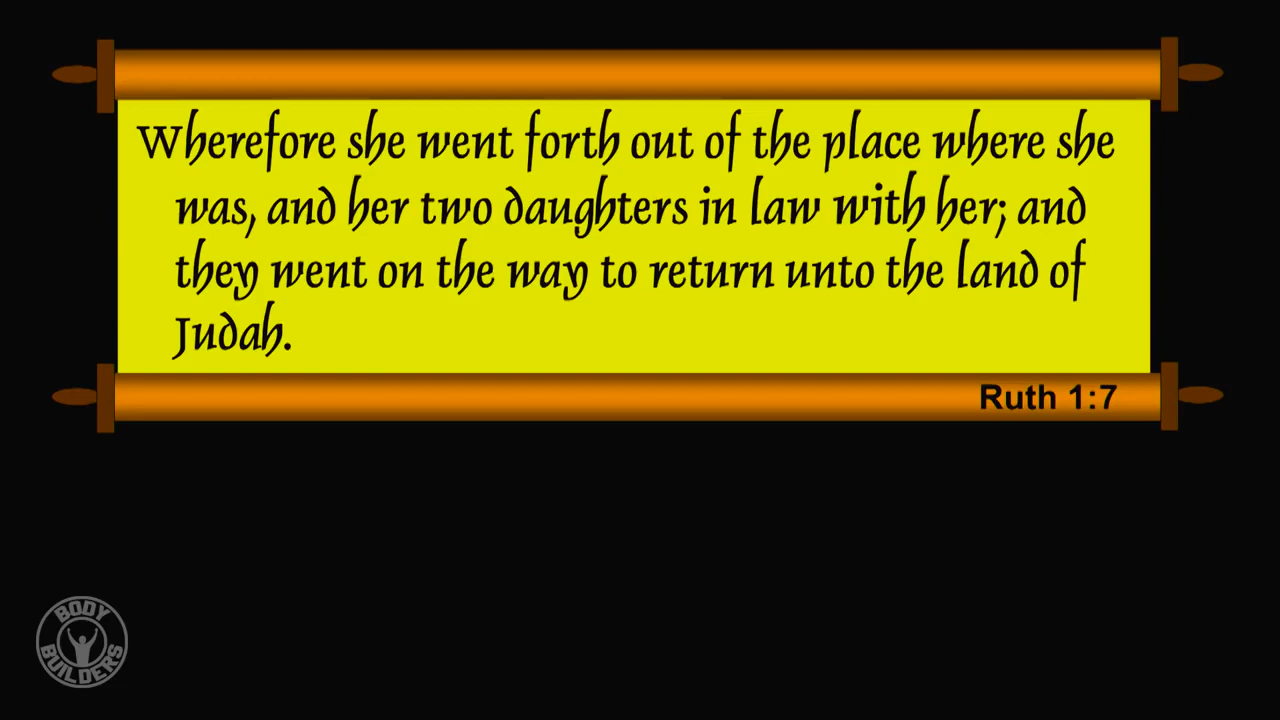 Wherefore she went forth out of the place where she
was, and her two daughters in law with her; and
they went on the way to return unto the land of
Judah.
Ruth 1:7
BODY
BUILDERS